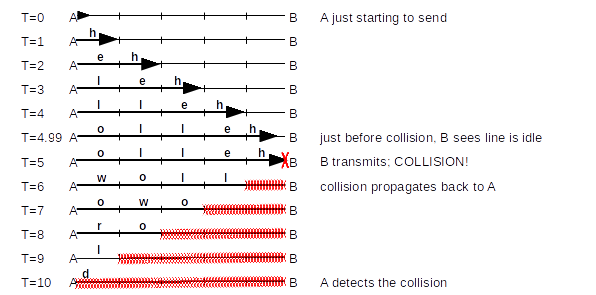 T=0 A B A just starting to send
T=1 A h B
T=2 A e h B
T=3 A l e h B
T=4 A l l e h B
T=4.99 A o l l e h B just before collision, B sees line is idle
T=5 A o l l e h X B B transmits; COLLISION!
T=6 A w o l l B collision propagates back to A
T=7 A o w o B
T=8 A r o B
T=9 A l B
T=10 A d B A detects the collision